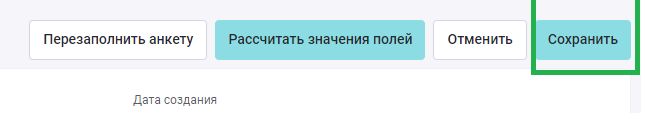 Перезаполнить анкету Рассчитать значения полей Отменить Сохранить
Дата создания